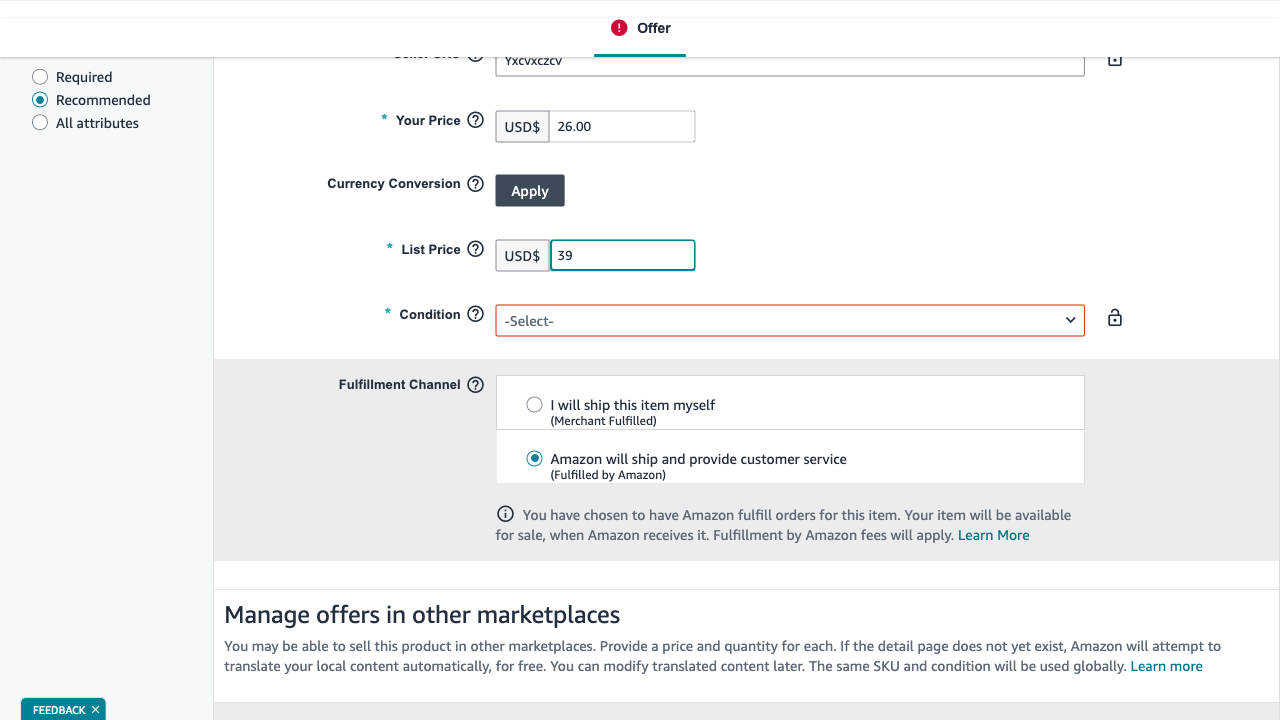 Offer
Yxcvxczcv
Required
Recommended
All attributes
* Your Price
USD$ 26.00
Currency Conversion
Apply
* List Price
USD$ 39
* Condition
-Select-
Fulfillment Channel
I will ship this item myself
(Merchant Fulfilled)
Amazon will ship and provide customer service
(Fulfilled by Amazon)
You have chosen to have Amazon fulfill orders for this item. Your item will be available
for sale, when Amazon receives it. Fulfillment by Amazon fees will apply. Learn More
Manage offers in other marketplaces
You may be able to sell this product in other marketplaces. Provide a price and quantity for each. If the detail page does not yet exist, Amazon will attempt to
translate your local content automatically, for free. You can modify translated content later. The same SKU and condition will be used globally. Learn more
FEEDBACK